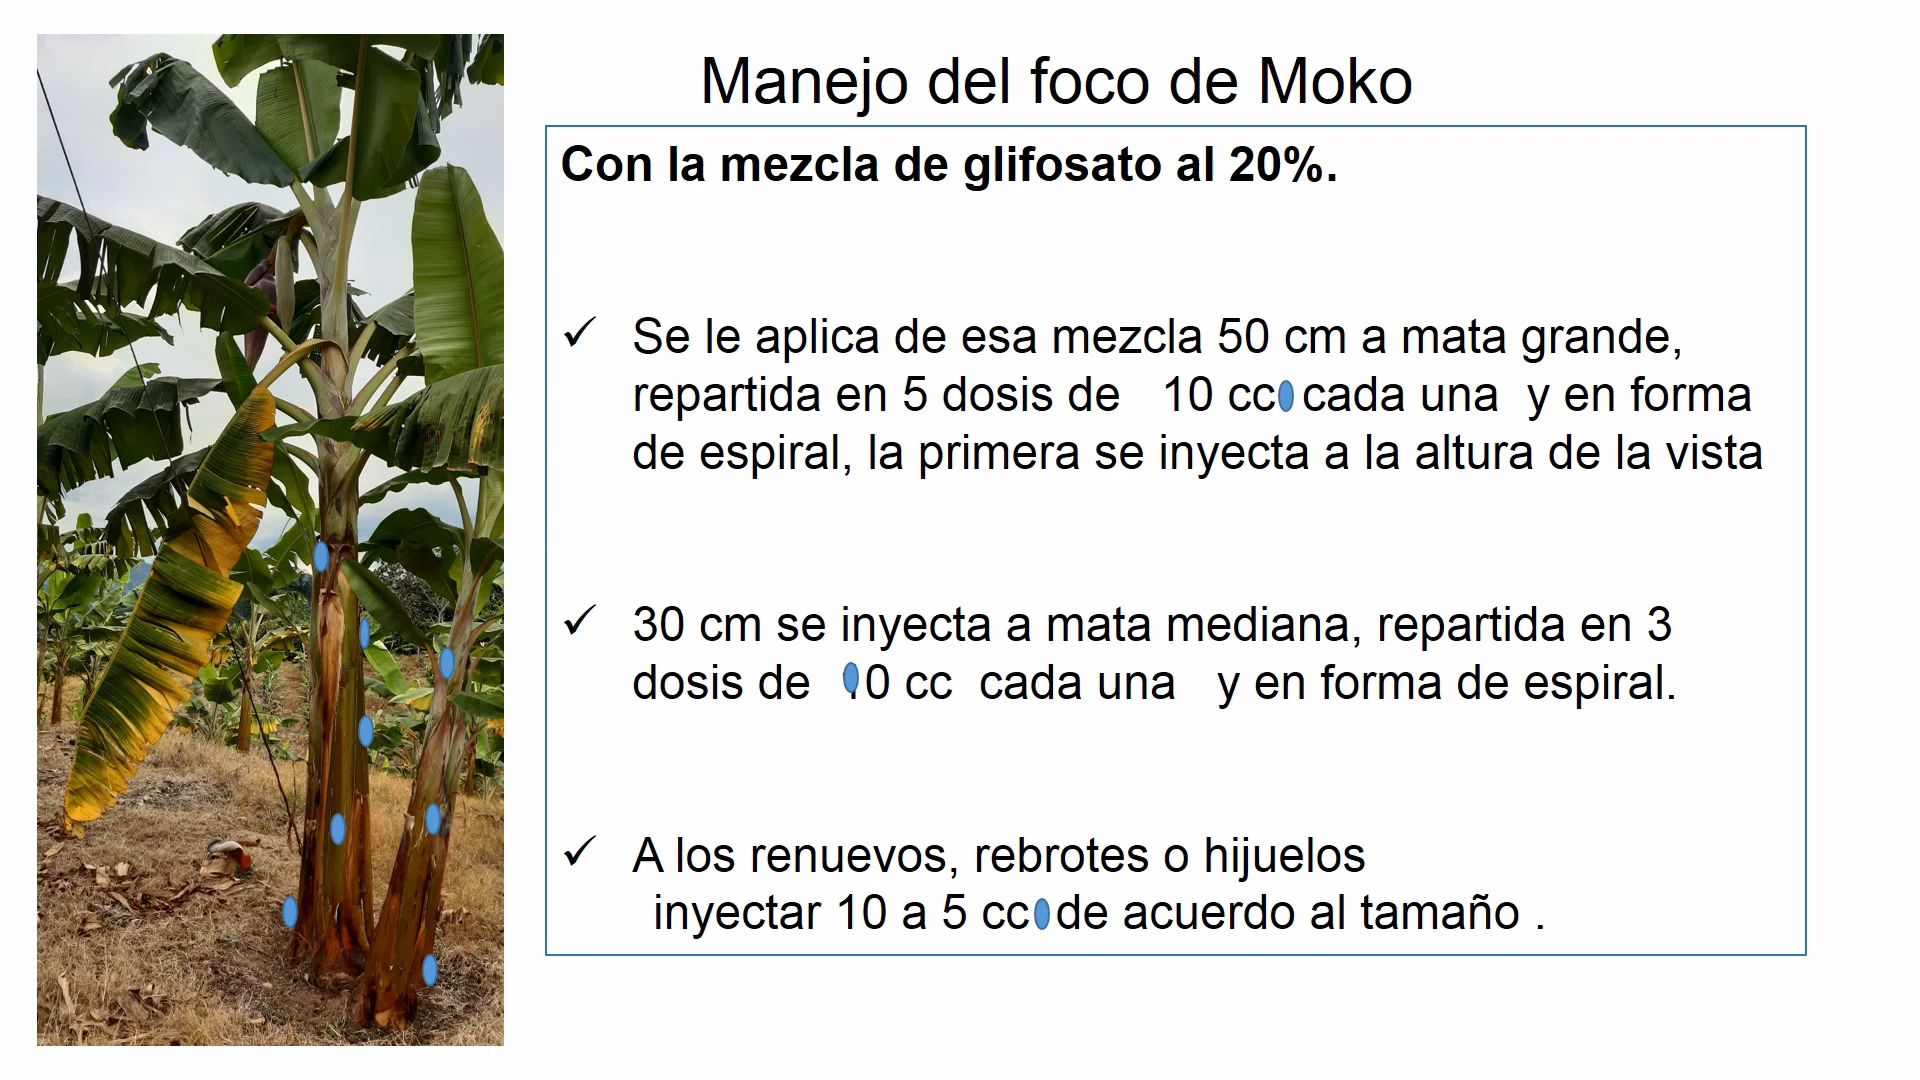 Manejo del foco de Moko
Con la mezcla de glifosato al 20%.
✓ Se le aplica de esa mezcla 50 cm a mata grande,
repartida en 5 dosis de 10 cc cada una y en forma
de espiral, la primera se inyecta a la altura de la vista
✓ 30 cm se inyecta a mata mediana, repartida en 3
dosis de 10 cc cada una y en forma de espiral.
✓ A los renuevos, rebrotes o hijuelos
inyectar 10 a 5 cc de acuerdo al tamaño .